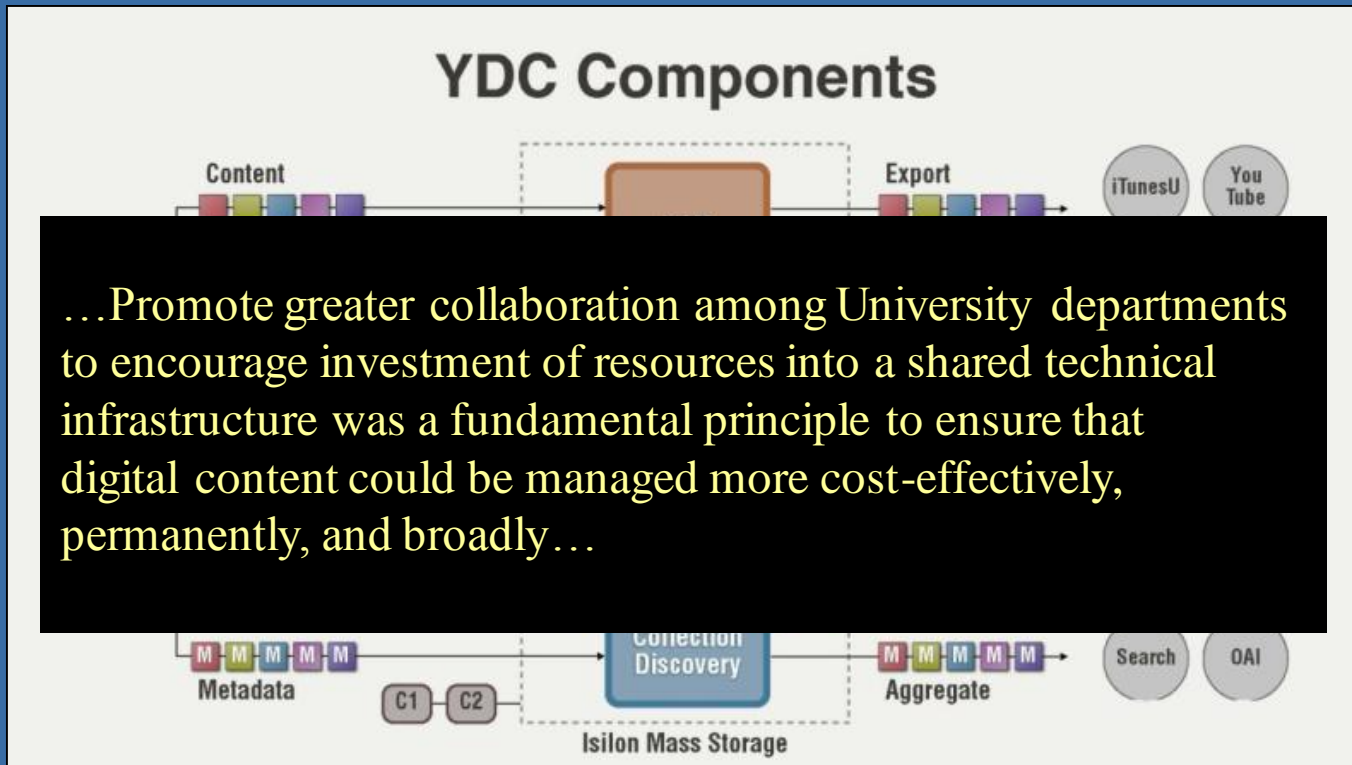 YDC Components
Content
Export
iTunesU
You
Tube
…Promote greater collaboration among University departments
to encourage investment of resources into a shared technical
infrastructure was a fundamental principle to ensure that
digital content could be managed more cost-effectively,
permanently, and broadly…
Collection
Discovery
M M M M M
M M M M M
Search
OAI
Metadata
Aggregate
C1
C2
Isilon Mass Storage